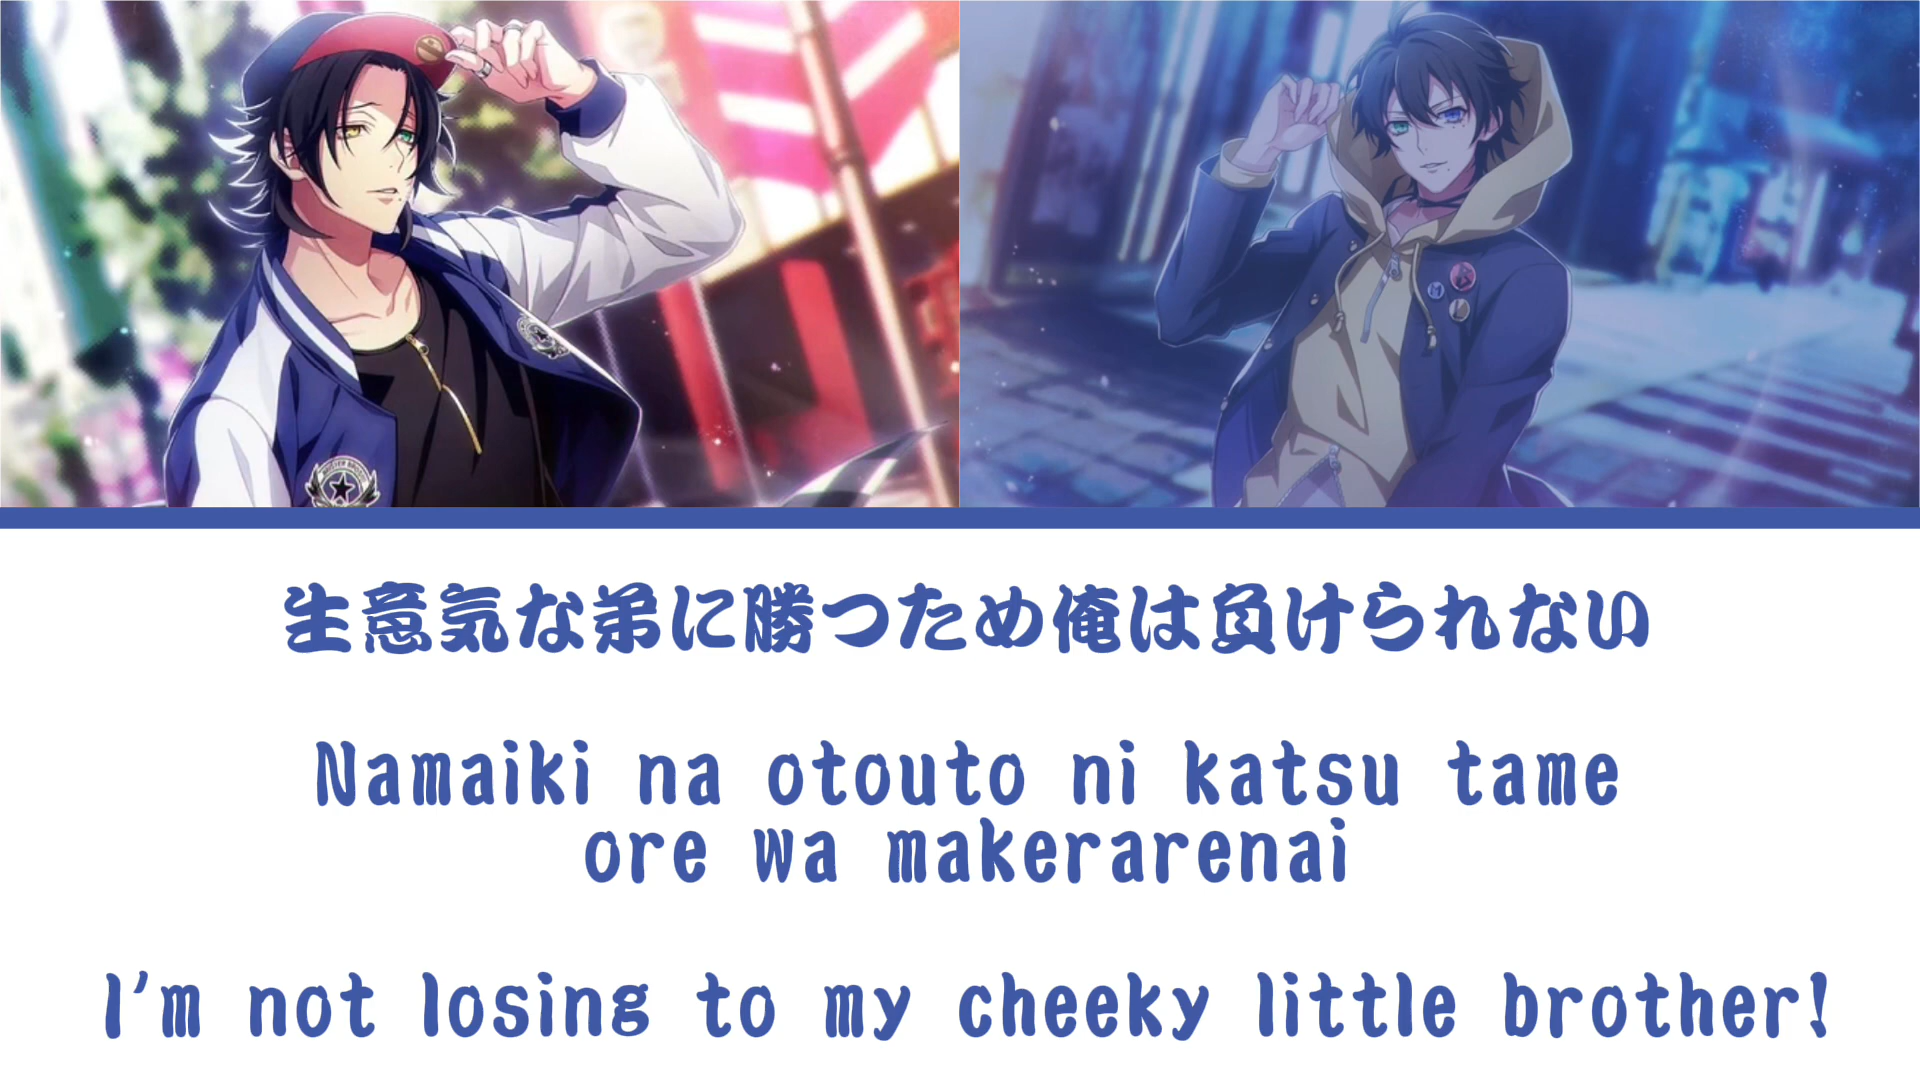 生意気な弟に勝つため俺は負けられない
Namaiki na otouto ni katsu tame
ore wa makerarenai
I'm not losing to my cheeky little brother!